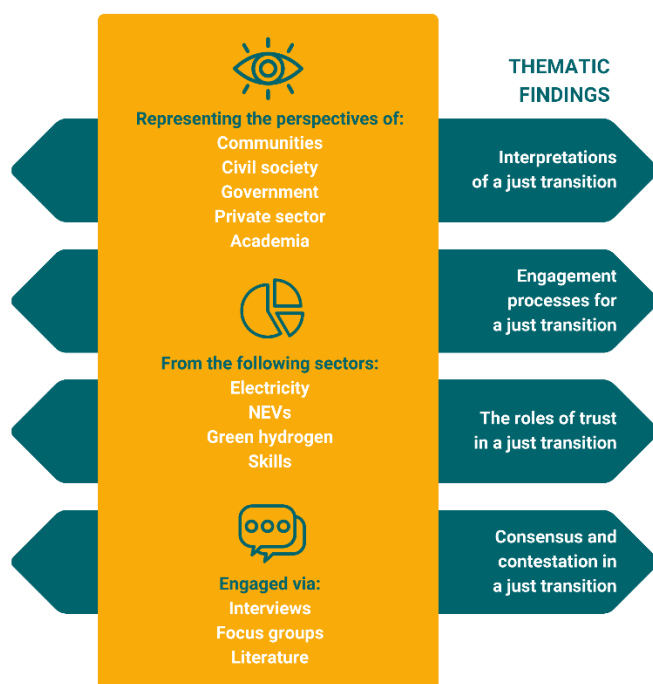 Representing the perspectives of:
Communities
Civil society
Government
Private sector
Academia
From the following sectors:
Electricity
NEVs
Green hydrogen
Skills
Engaged via:
Interviews
Focus groups
Literature
THEMATIC
FINDINGS
Interpretations
of a just transition
Engagement
processes for
a just transition
The roles of trust
in a just transition
Consensus and
contestation in
a just transition